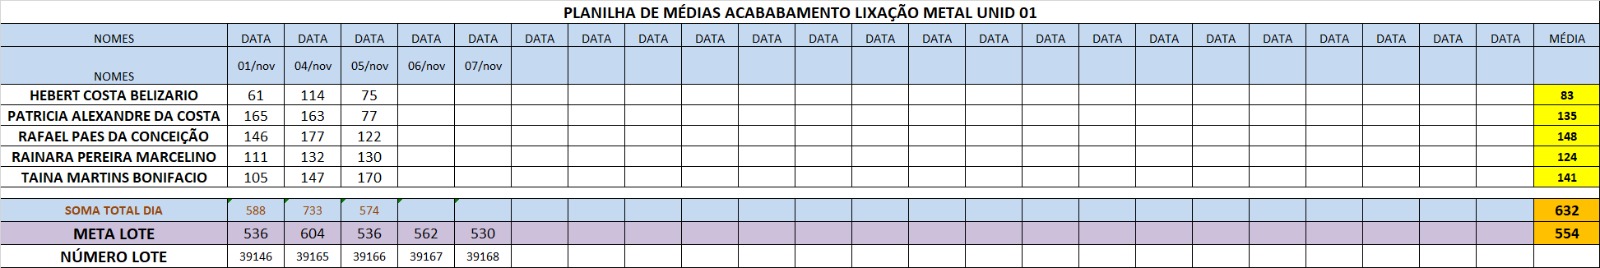 PLANILHA DE MÉDIAS ACABABAMENTO LIXAÇÃO METAL UNID 01
NOMES DATA DATA DATA DATA DATA DATA DATA DATA DATA DATA DATA DATA DATA DATA DATA DATA DATA DATA DATA DATA DATA DATA DATA MÉDIA
NOMES 01/nov 04/nov 05/nov 06/nov 07/nov
HEBERT COSTA BELIZARIO 61 114 75 83
PATRICIA ALEXANDRE DA COSTA 165 163 77 135
RAFAEL PAES DA CONCEIÇÃO 146 177 122 148
RAINARA PEREIRA MARCELINO 111 132 130 124
TAINA MARTINS BONIFACIO 105 147 170 141
SOMA TOTAL DIA 588 733 574 632
META LOTE 536 604 536 562 530 554
NÚMERO LOTE 39146 39165 39166 39167 39168